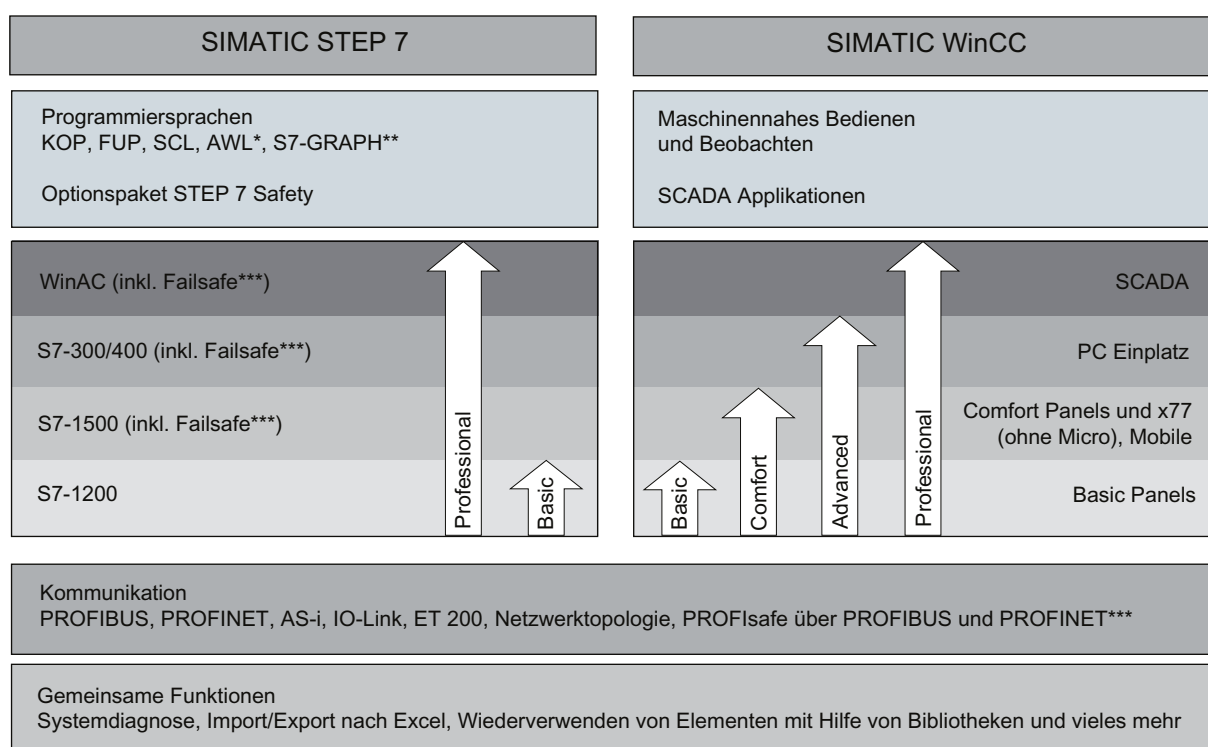 SIMATIC STEP 7
Programmiersprachen
KOP, FUP, SCL, AWL*, S7-GRAPH**
Optionspaket STEP 7 Safety
WinAC (inkl. Failsafe***)
S7-300/400 (inkl. Failsafe***)
S7-1500 (inkl. Failsafe***)
S7-1200
Professional
Basic
SIMATIC WinCC
Maschinennahes Bedienen
und Beobachten
SCADA Applikationen
SCADA
PC Einplatz
Comfort Panels und x77
(ohne Micro), Mobile
Basic Panels
Basic
Comfort
Advanced
Professional
Kommunikation
PROFIBUS, PROFINET, AS-i, IO-Link, ET 200, Netzwerktopologie, PROFIsafe über PROFIBUS und PROFINET***
Gemeinsame Funktionen
Systemdiagnose, Import/Export nach Excel, Wiederverwenden von Elementen mit Hilfe von Bibliotheken und vieles mehr